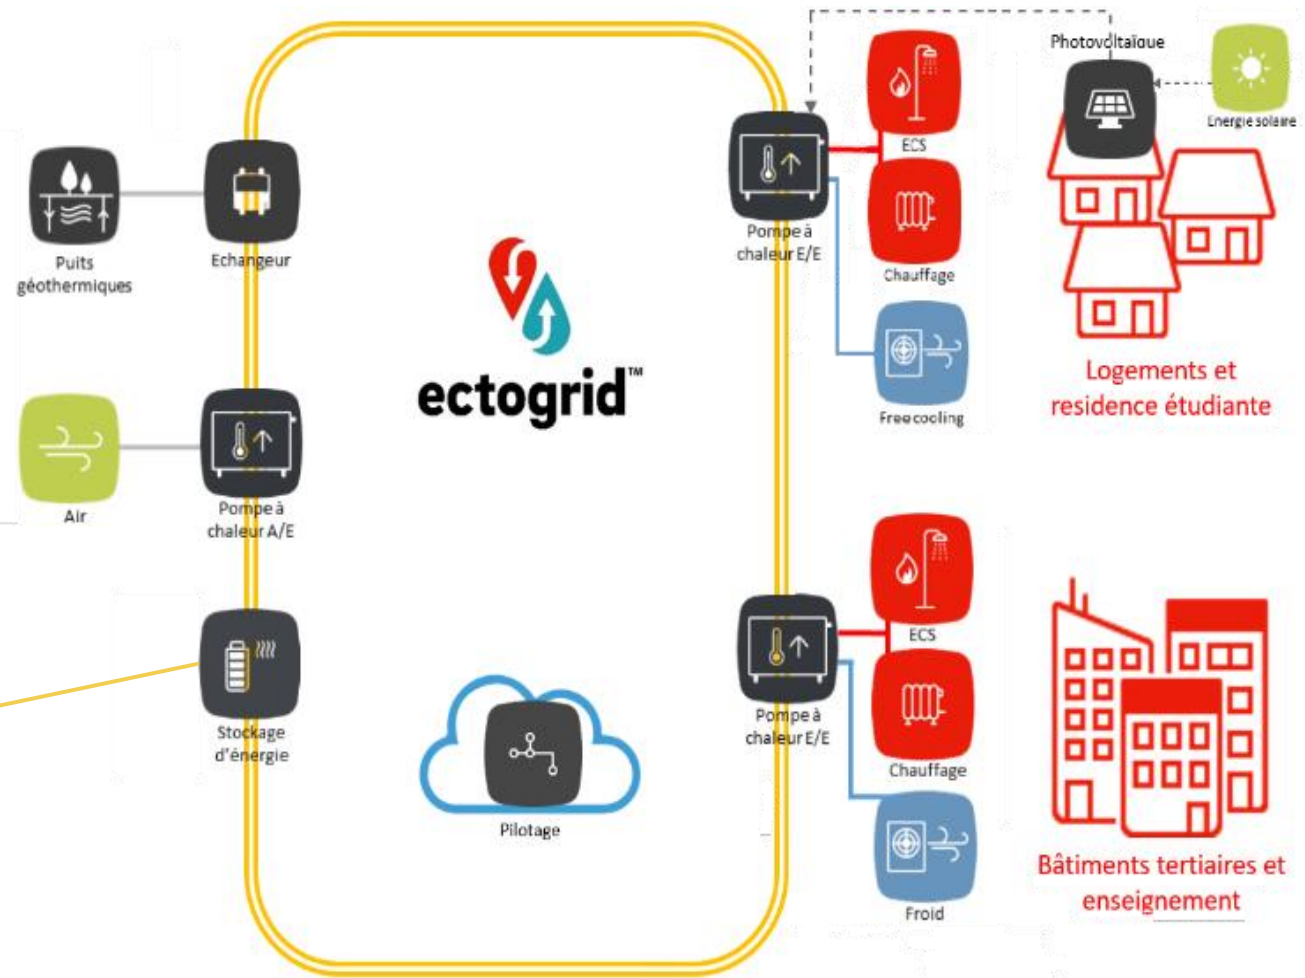 Photovoltaïque
Energie solaire
ECS
Puits
géothermiques
Echangeur
Pompe à
chaleur E/E
Chauffage
ectogrid™
Logements et
residence étudiante
Freecooling
Air
Pompe à
chaleur A/E
ECS
Stockage
d'énergie
Pompe à
chaleur E/E
Chauffage
Pilotage
Bâtiments tertiaires et
enseignement
Froid